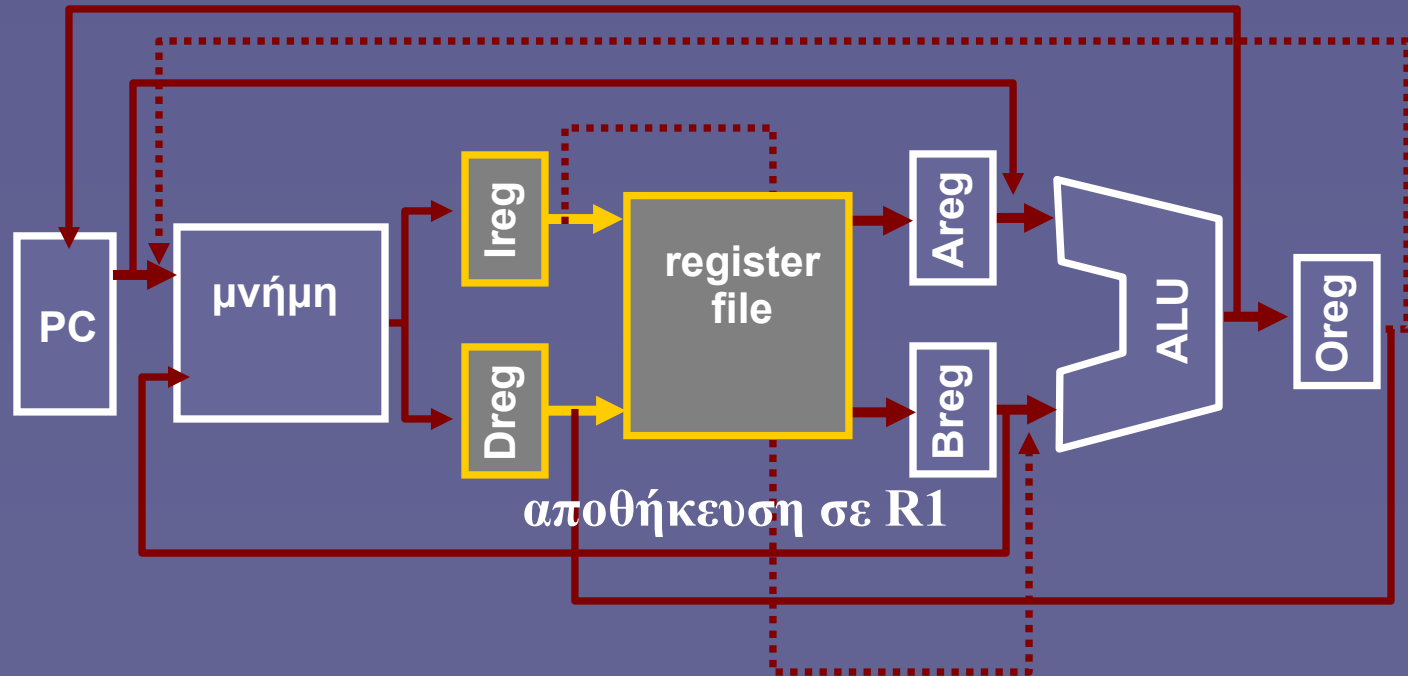 PC
μνήμη
Ireg
Dreg
register
file
Areg
Breg
ALU
Oreg
αποθήκευση σε R1